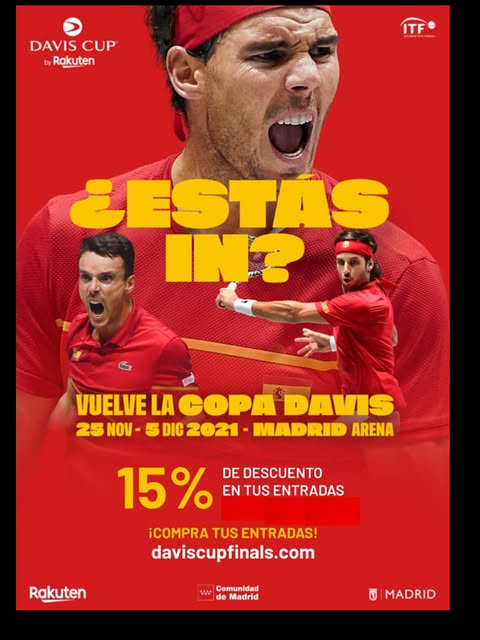 DAVIS CUP
by Rakuten
ITF
¿ESTÁS
IN?
VUELVE LA COPA DAVIS
25 NOV - 5 DIC 2021 - MADRID ARENA
15%
DE DESCUENTO
EN TUS ENTRADAS
¡COMPRA TUS ENTRADAS!
daviscupfinals.com
Rakuten
Comunidad
de Madrid
MADRID